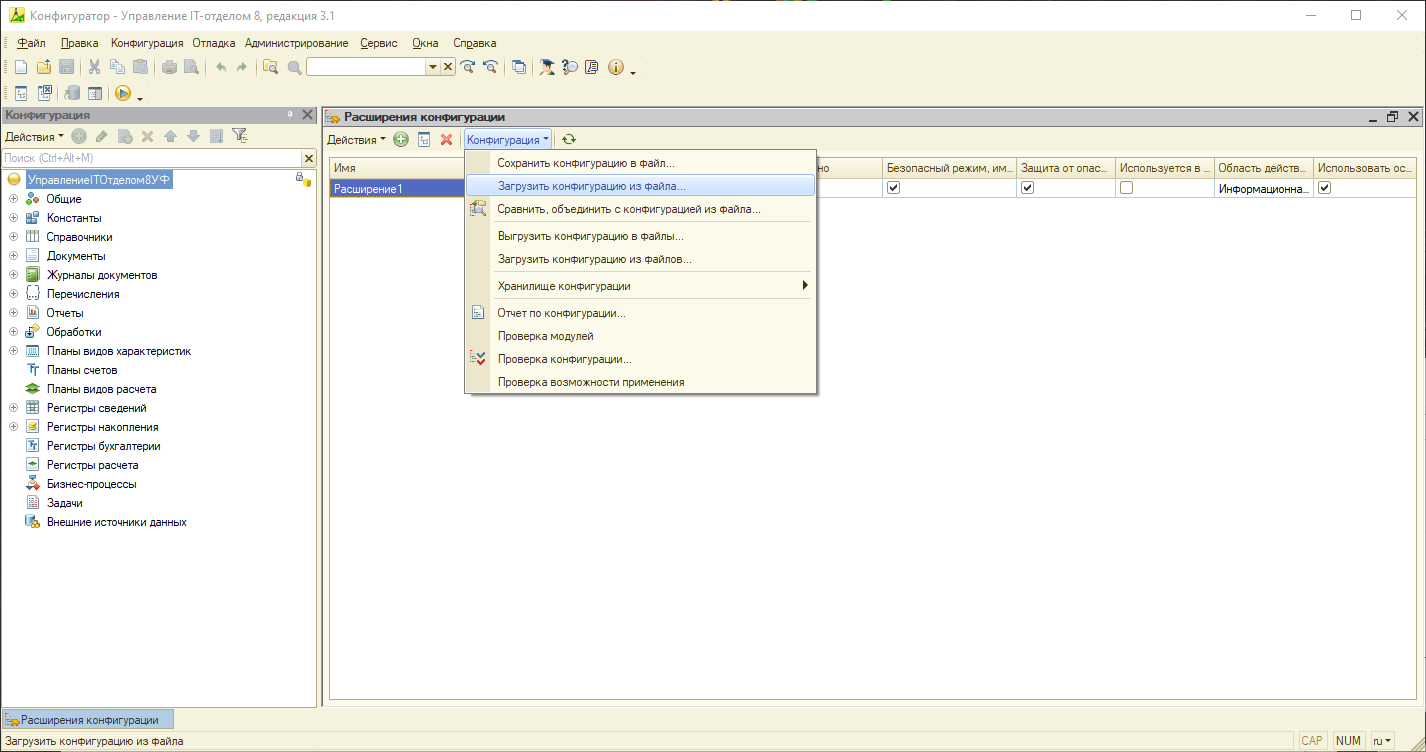 Конфигуратор - Управление IT-отделом 8, редакция 3.1
Файл Правка Конфигурация Отладка Администрирование Сервис Окна Справка
Конфигурация
Действия
Поиск (Ctrl+Alt+M)
УправлениеITОтделом8УФ
Общие
Константы
Справочники
Документы
Журналы документов
Перечисления
Отчеты
Обработки
Планы видов характеристик
Планы счетов
Планы видов расчета
Регистры сведений
Регистры накопления
Регистры бухгалтерии
Регистры расчета
Бизнес-процессы
Задачи
Внешние источники данных
Расширения конфигурации
Действия Конфигурация
Имя но Безопасный режим, им... Защита от опас... Используется в ... Область действ... Использовать ос...
Расширение1 Информационна...
Сохранить конфигурацию в файл...
Загрузить конфигурацию из файла...
Сравнить, объединить с конфигурацией из файла...
Выгрузить конфигурацию в файлы...
Загрузить конфигурацию из файлов...
Хранилище конфигурации
Отчет по конфигурации...
Проверка модулей
Проверка конфигурации...
Проверка возможности применения
Расширения конфигурации
Загрузить конфигурацию из файла CAP NUM ru